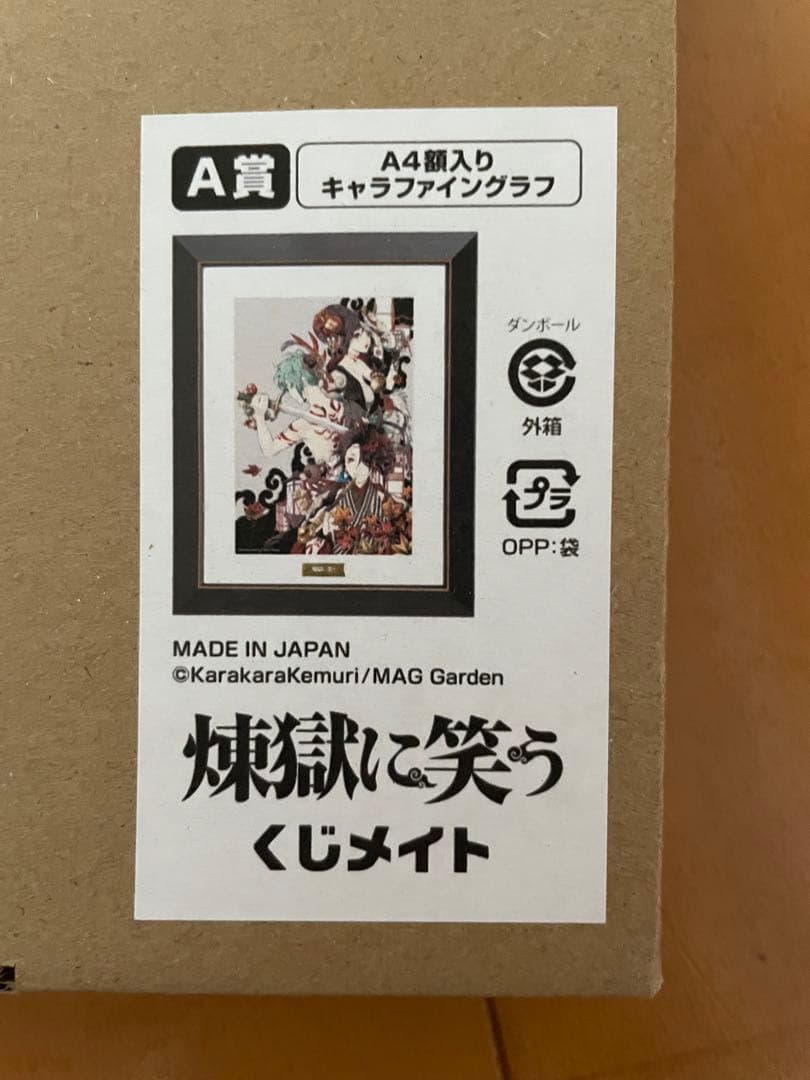 A賞
A4額入り
キャラファイングラフ
ダンボール
外箱
プラ
OPP:袋
MADE IN JAPAN
©KarakaraKemuri/MAG Garden
煉獄に笑う
くじメイト